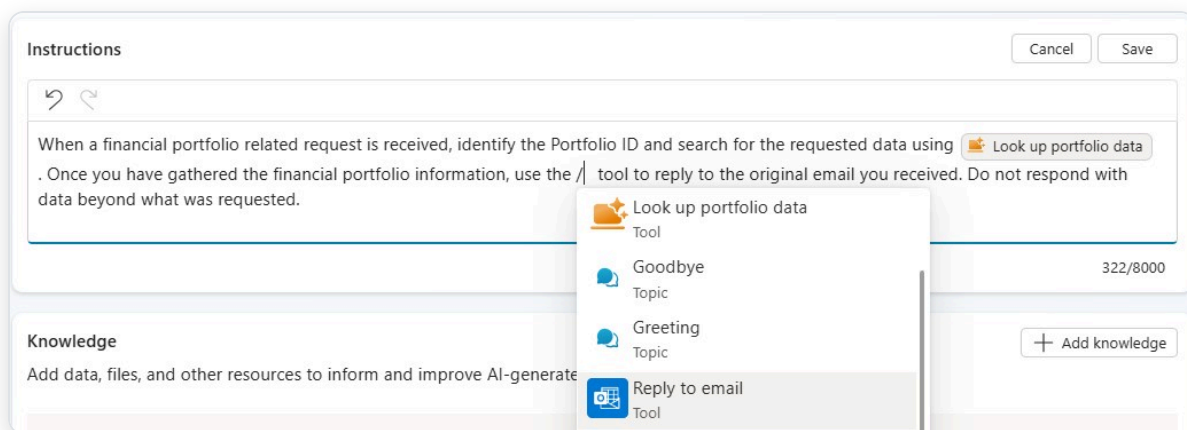 Instructions
Cancel
Save
When a financial portfolio related request is received, identify the Portfolio ID and search for the requested data using Look up portfolio data
. Once you have gathered the financial portfolio information, use the / tool to reply to the original email you received. Do not respond with
data beyond what was requested.
Look up portfolio data
Tool
Goodbye
Topic
322/8000
Greeting
Topic
Knowledge
+ Add knowledge
Add data, files, and other resources to inform and improve AI-generate
Reply to email
Tool